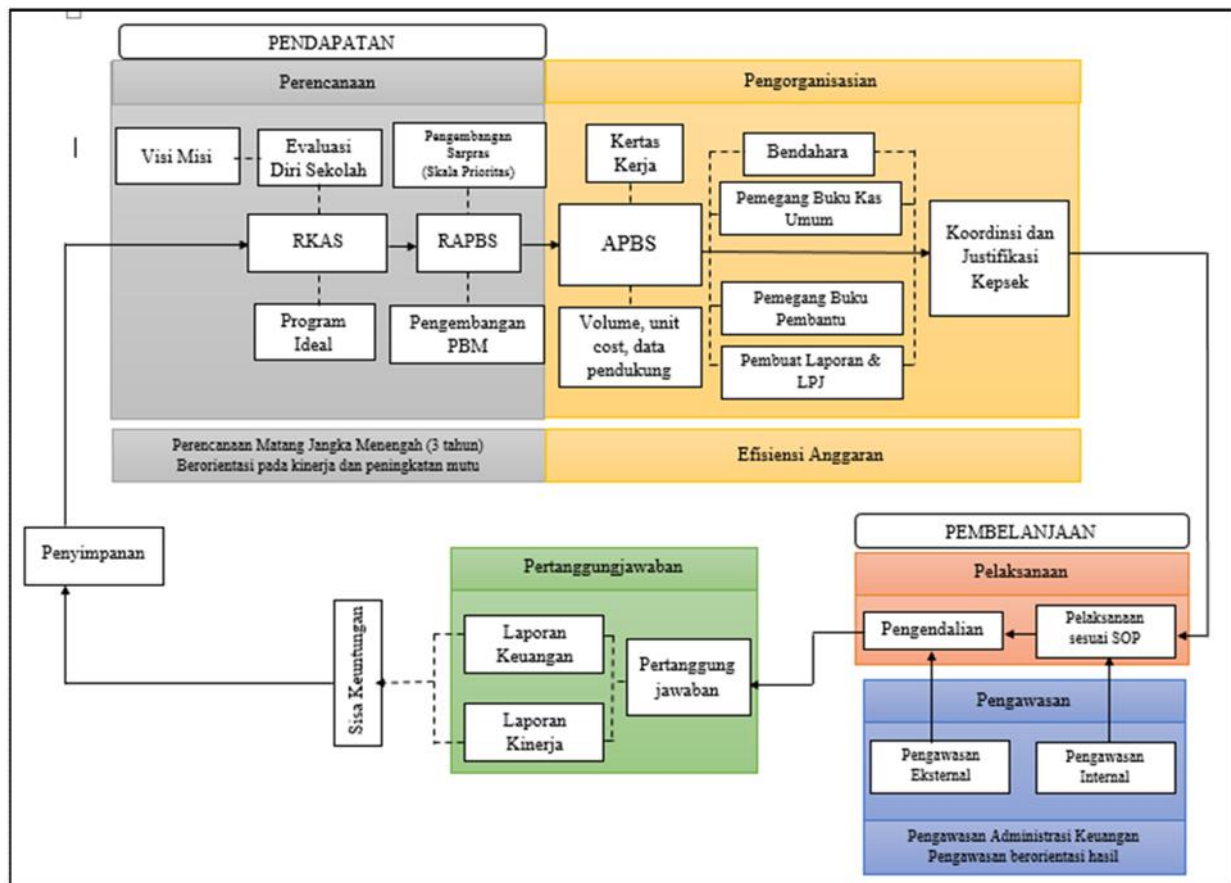 PENDAPATAN
Perencanaan
Pengorganisasian
Visi Misi
Evaluasi
Diri Sekolah
Pengembangan
Sarpras
(Skala Prioritas)
Kertas
Kerja
Bendahara
Pemegang Buku Kas
Umum
RKAS
RAPBS
APBS
Koordinsi dan
Justifikasi
Kepsek
Program
Ideal
Pengembangan
PBM
Volume, unit
cost, data
pendukung
Pemegang Buku
Pembantu
Pembuat Laporan &
LPJ
Perencanaan Matang Jangka Menengah (3 tahun)
Berorientasi pada kinerja dan peningkatan mutu
Efisiensi Anggaran
Penyimpanan
Sisa Keuntungan
Pertanggungjawaban
Laporan
Keuangan
Laporan
Kinerja
Pertanggung
jawaban
PEMBELANJAAN
Pelaksanaan
Pengendalian
Pelaksanaan
sesuai SOP
Pengawasan
Pengawasan
Eksternal
Pengawasan
Internal
Pengawasan Administrasi Keuangan
Pengawasan berorientasi hasil